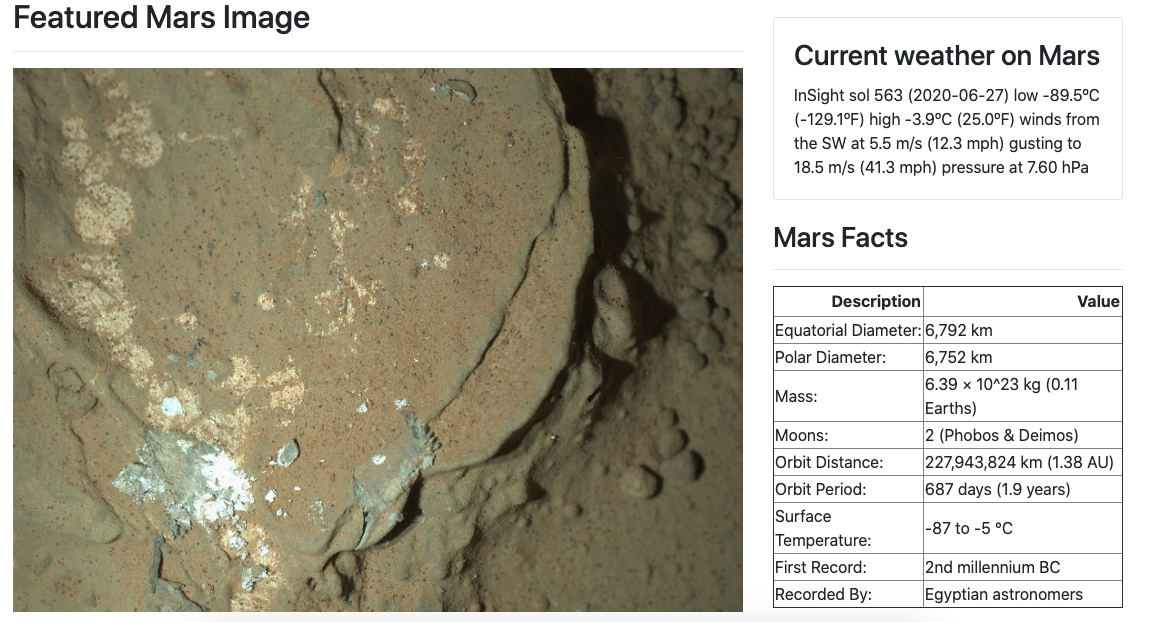 Featured Mars Image
Current weather on Mars
InSight sol 563 (2020-06-27) low -89.5ºC
(-129.1ºF) high -3.9ºC (25.0ºF) winds from
the SW at 5.5 m/s (12.3 mph) gusting to
18.5 m/s (41.3 mph) pressure at 7.60 hPa
Mars Facts
Description Value
Equatorial Diameter: 6,792 km
Polar Diameter: 6,752 km
Mass: 6.39 × 10^23 kg (0.11
Earths)
Moons: 2 (Phobos & Deimos)
Orbit Distance: 227,943,824 km (1.38 AU)
Orbit Period: 687 days (1.9 years)
Surface
Temperature: -87 to -5 °C
First Record: 2nd millennium BC
Recorded By: Egyptian astronomers